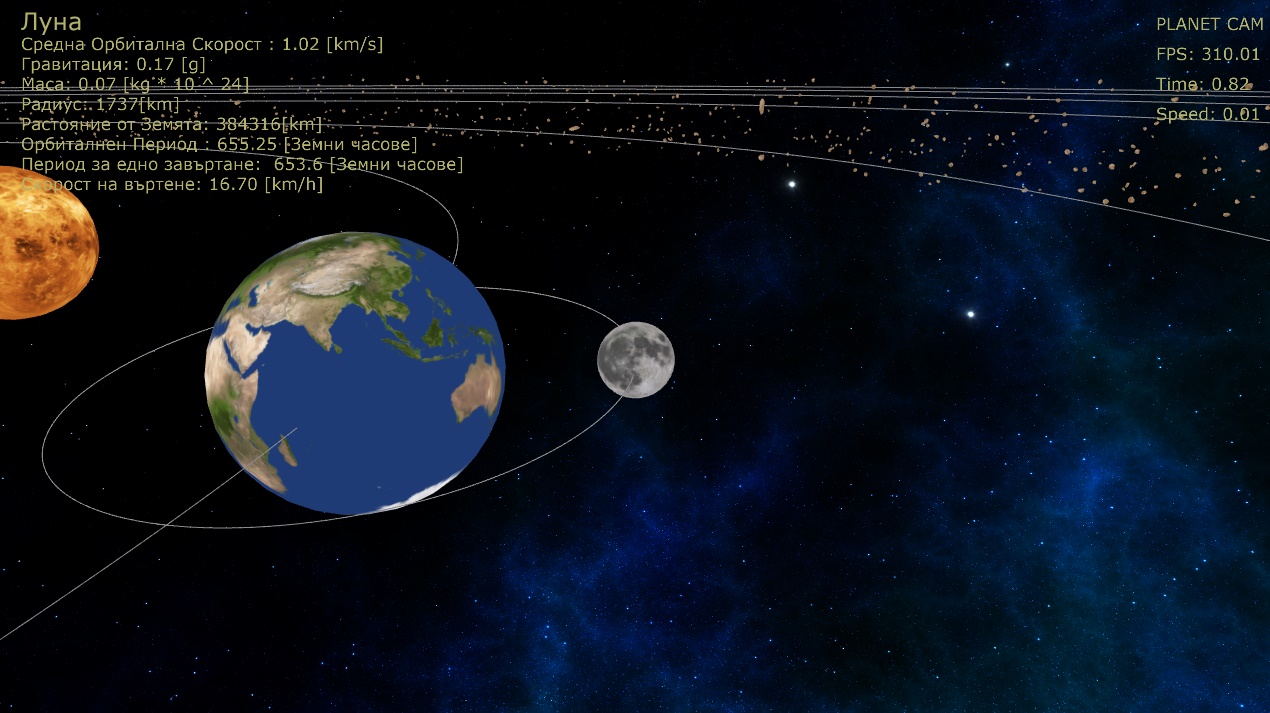 Луна
Средна Орбитална Скорост : 1.02 [km/s]
Гравитация: 0.17 [g]
Маса: 0.07 [kg * 10 ^ 24]
Радиус: 1737[km]
Растояние от Земята: 384316[km]
Орбитален Период : 655.25 [Земни часове]
Период за едно завъртане:  653.6 [Земни часове]
Скорост на въртене: 16.70 [km/h]
PLANET CAM
FPS: 310.01
Time: 0.82
Speed: 0.01